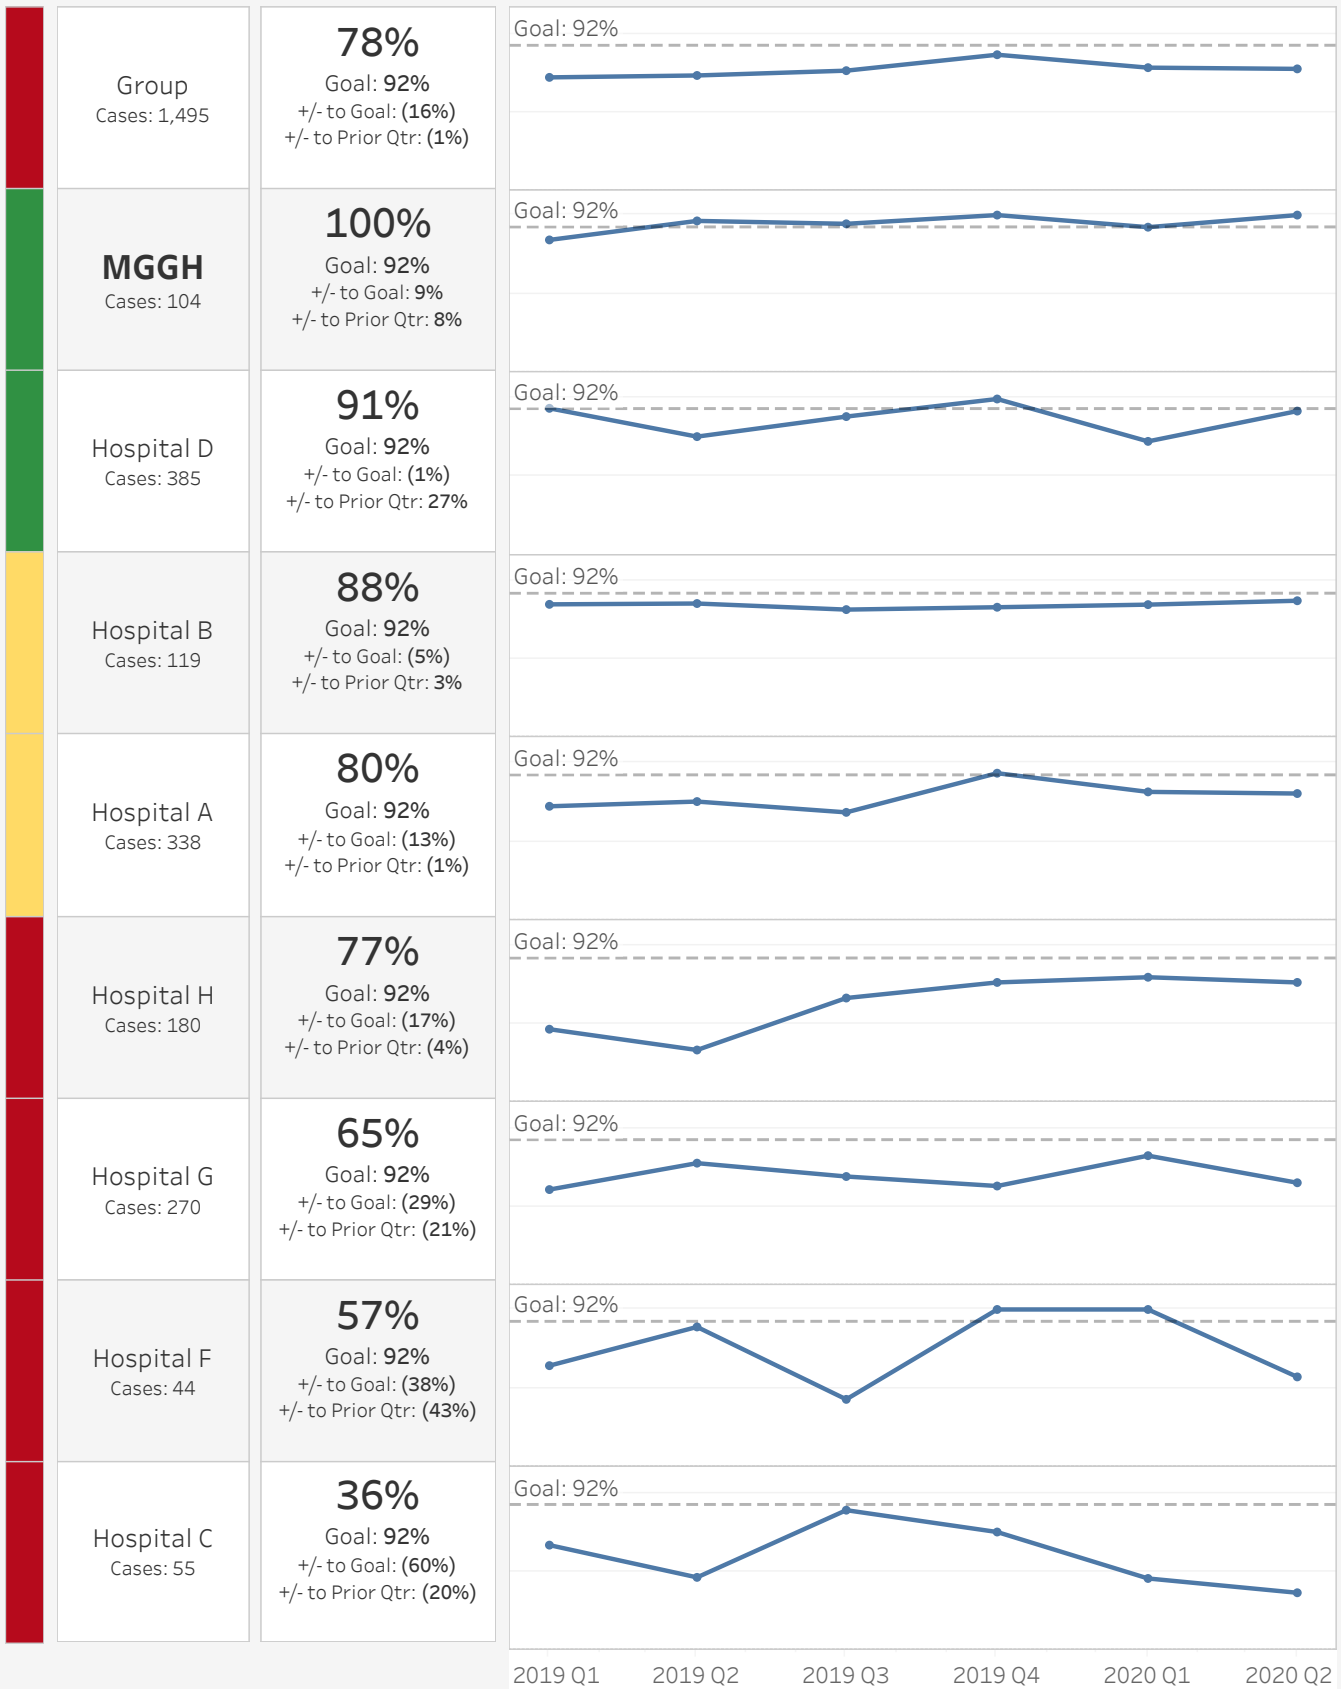 Group
Cases: 1,495
78%
Goal: 92%
+/- to Goal: (16%)
+/- to Prior Qtr: (1%)
Goal: 92%
MGGH
Cases: 104
100%
Goal: 92%
+/- to Goal: 9%
+/- to Prior Qtr: 8%
Goal: 92%
Hospital D
Cases: 385
91%
Goal: 92%
+/- to Goal: (1%)
+/- to Prior Qtr: 27%
Goal: 92%
Hospital B
Cases: 119
88%
Goal: 92%
+/- to Goal: (5%)
+/- to Prior Qtr: 3%
Goal: 92%
Hospital A
Cases: 338
80%
Goal: 92%
+/- to Goal: (13%)
+/- to Prior Qtr: (1%)
Goal: 92%
Hospital H
Cases: 180
77%
Goal: 92%
+/- to Goal: (17%)
+/- to Prior Qtr: (4%)
Goal: 92%
Hospital G
Cases: 270
65%
Goal: 92%
+/- to Goal: (29%)
+/- to Prior Qtr: (21%)
Goal: 92%
Hospital F
Cases: 44
57%
Goal: 92%
+/- to Goal: (38%)
+/- to Prior Qtr: (43%)
Goal: 92%
Hospital C
Cases: 55
36%
Goal: 92%
+/- to Goal: (60%)
+/- to Prior Qtr: (20%)
Goal: 92%
2019 Q1 2019 Q2 2019 Q3 2019 Q4 2020 Q1 2020 Q2